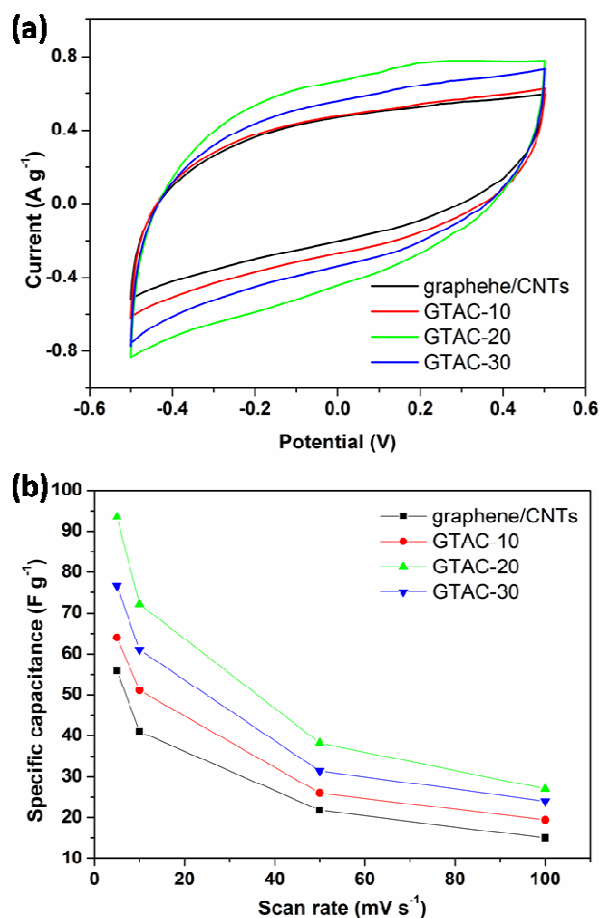 (a)
0.8
0.4
0.0
-0.4
-0.8
Current (A g⁻¹)
graphehe/CNTs
GTAC-10
GTAC-20
GTAC-30
-0.6 -0.4 -0.2 0.0 0.2 0.4 0.6
Potential (V)
(b)
100
90
80
70
60
50
40
30
20
10
Specific capacitance (F g⁻¹)
graphene/CNTs
GTAC-10
GTAC-20
GTAC-30
0 20 40 60 80 100
Scan rate (mV s⁻¹)